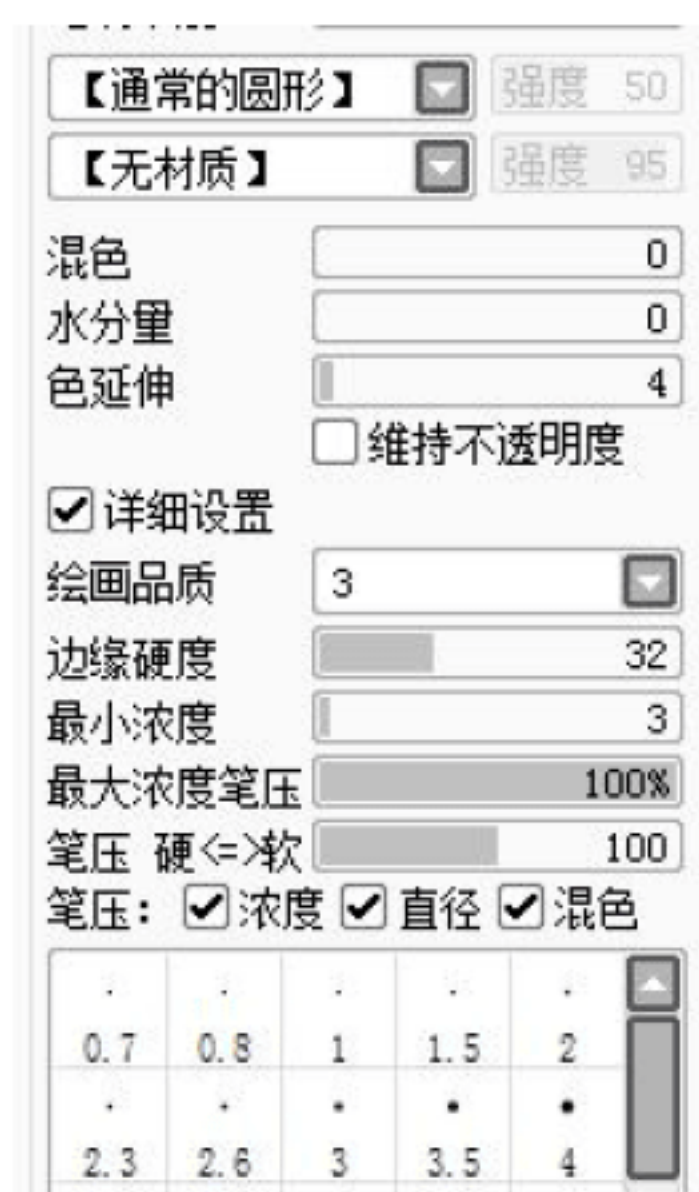 【通常的圆形】 强度 50
【无材质】 强度 95
混色 0
水分量 0
色延伸 4
维持不透明度
详细设置
绘画品质 3
边缘硬度 32
最小浓度 3
最大浓度笔压 100%
笔压 硬<=>软 100
笔压： 浓度 直径 混色
0.7 0.8 1 1.5 2
2.3 2.6 3 3.5 4